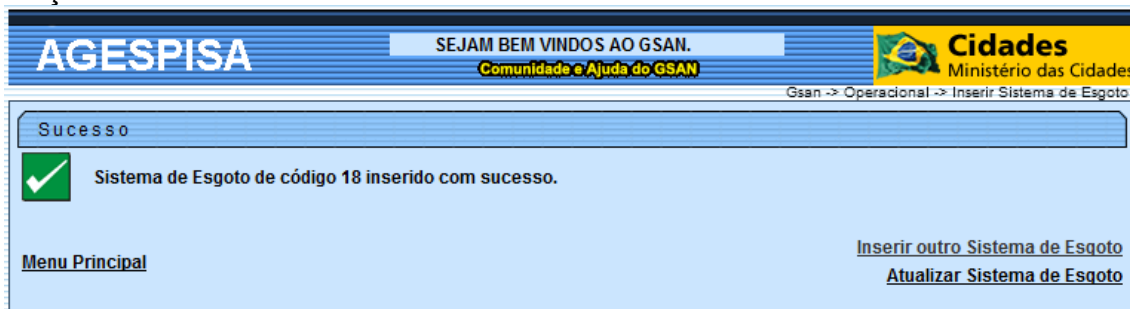 AGESPISA
SEJAM BEM VINDOS AO GSAN.
Comunidade e Ajuda do GSAN
Cidades
Ministério das Cidades
Gsan -> Operacional -> Inserir Sistema de Esgoto
Sucesso
Sistema de Esgoto de código 18 inserido com sucesso.
Menu Principal
Inserir outro Sistema de Esgoto
Atualizar Sistema de Esgoto